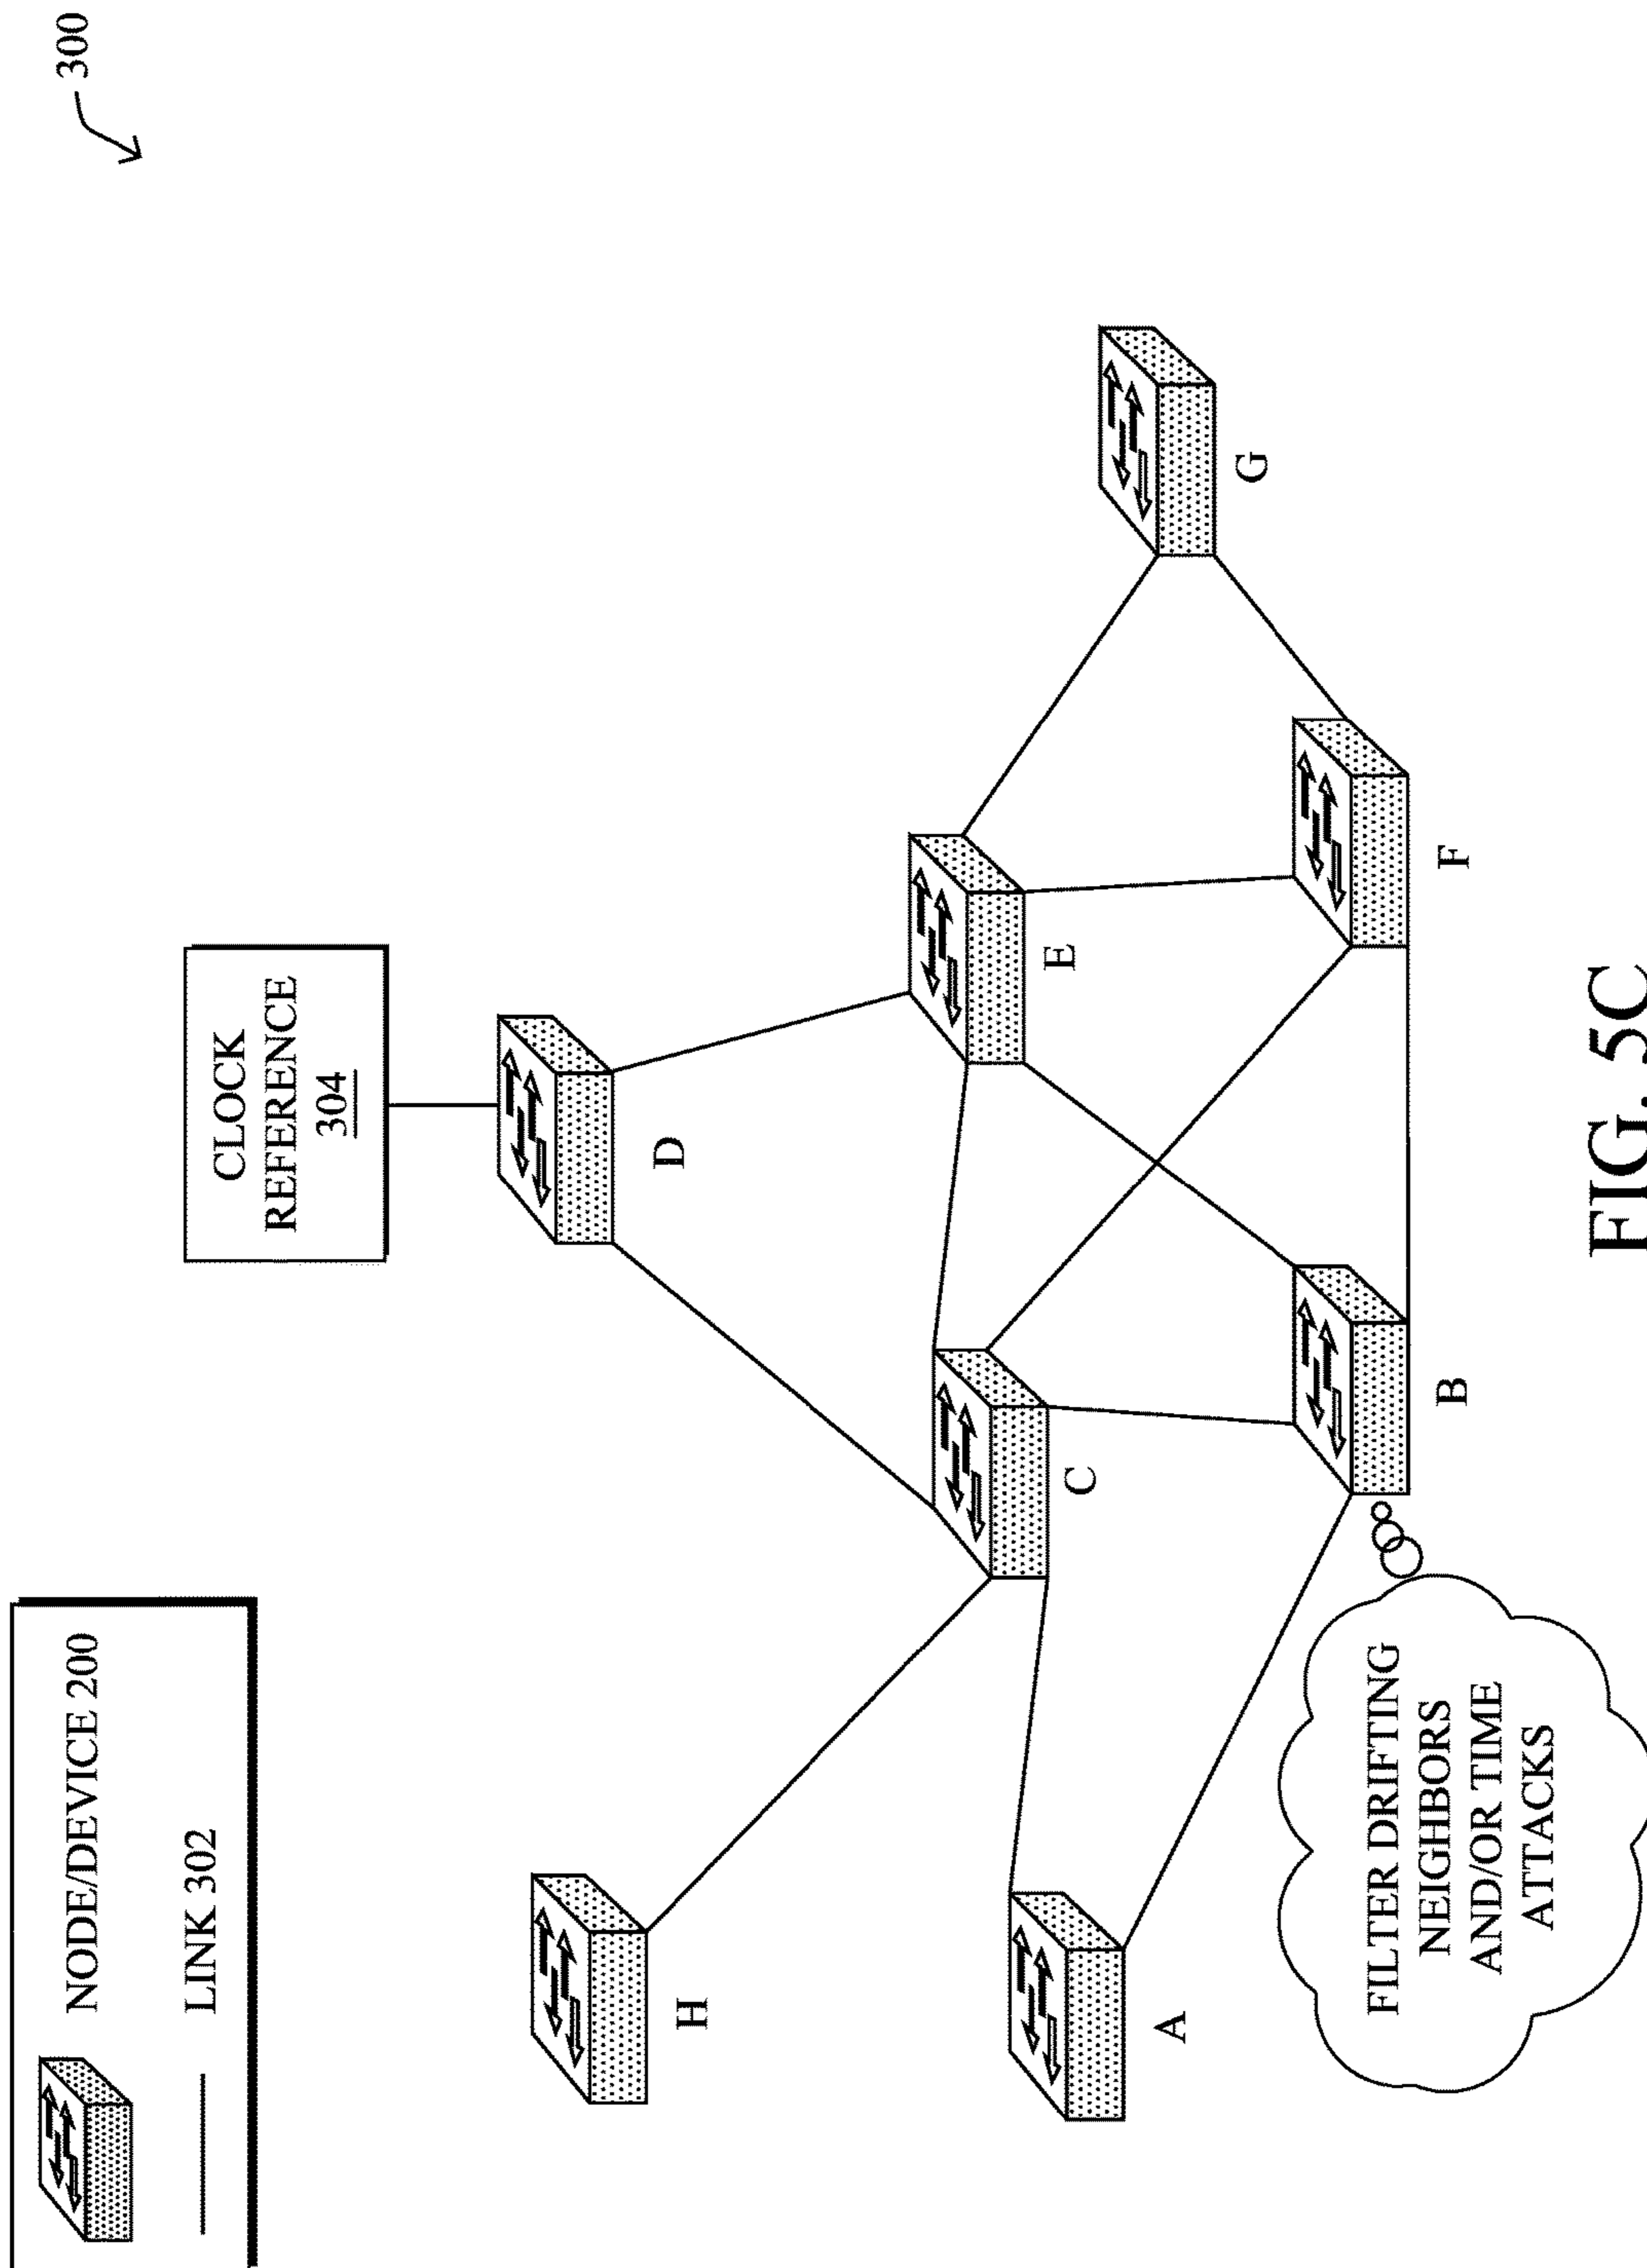 300
NODE/DEVICE 200
LINK 302
CLOCK
REFERENCE
304
D
H
E
C
G
A
B
F
FILTER DRIFTING
NEIGHBORS
AND/OR TIME
ATTACKS
FIG. 5C